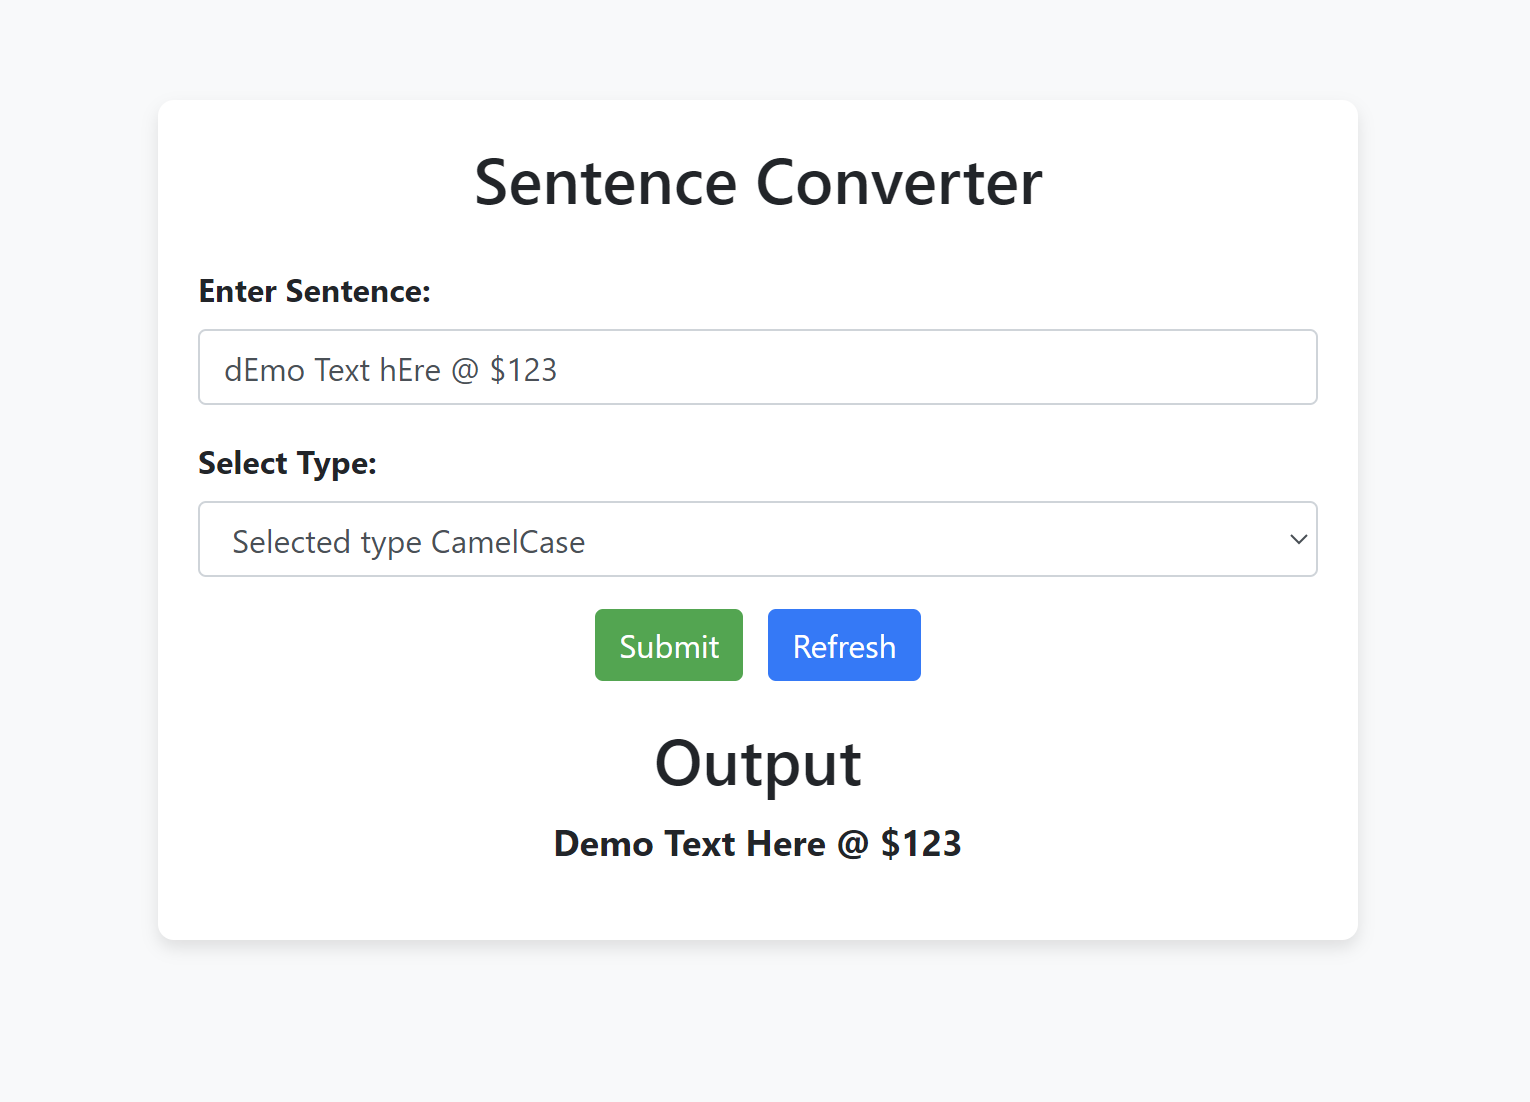 Sentence Converter
Enter Sentence:
dEmo Text hEre @ $123
Select Type:
Selected type CamelCase
Submit Refresh
Output
Demo Text Here @ $123